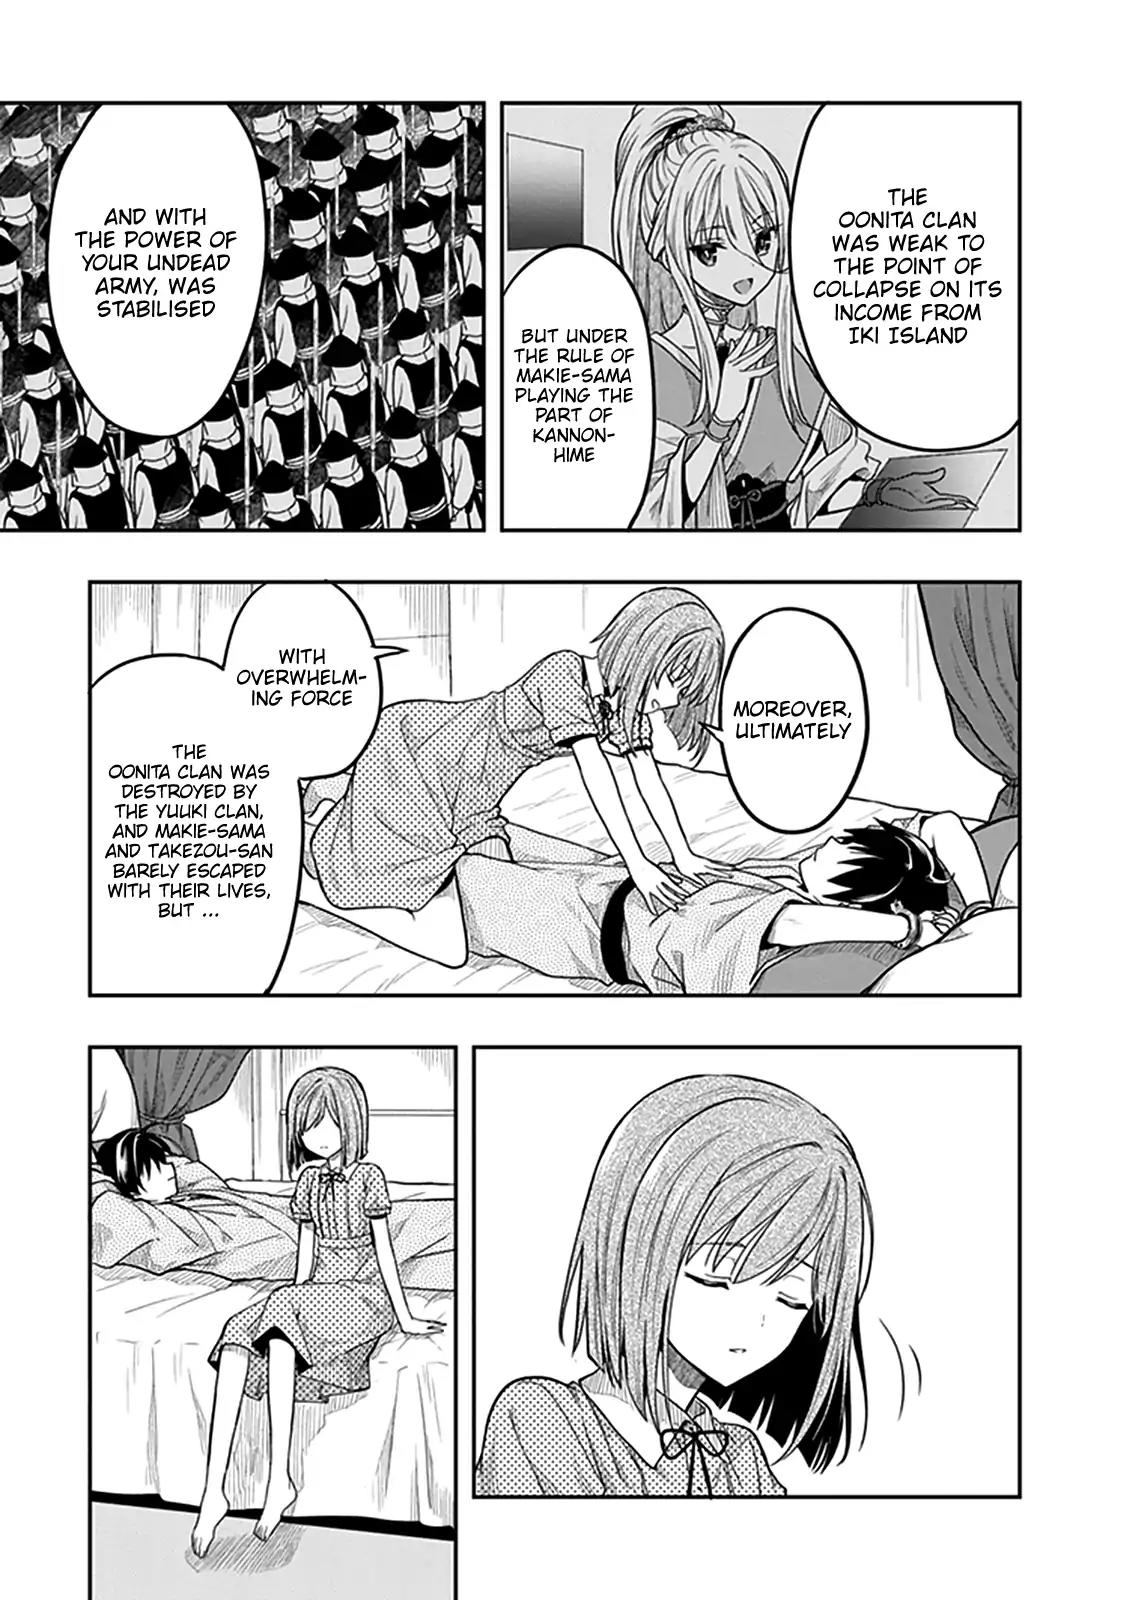 THE
OONITA CLAN
WAS WEAK TO
THE POINT OF
COLLAPSE ON ITS
INCOME FROM
IKI ISLAND
BUT UNDER
THE RULE OF
MAKIE-SAMA
PLAYING THE
PART OF
KANNON-
HIME
AND WITH
THE POWER OF
YOUR UNDEAD
ARMY, WAS
STABILISED
MOREOVER,
ULTIMATELY
WITH
OVERWHELM-
ING FORCE
THE
OONITA CLAN WAS
DESTROYED BY
THE YUUKI CLAN,
AND MAKIE-SAMA
AND TAKEZOU-SAN
BARELY ESCAPED
WITH THEIR LIVES,
BUT ...